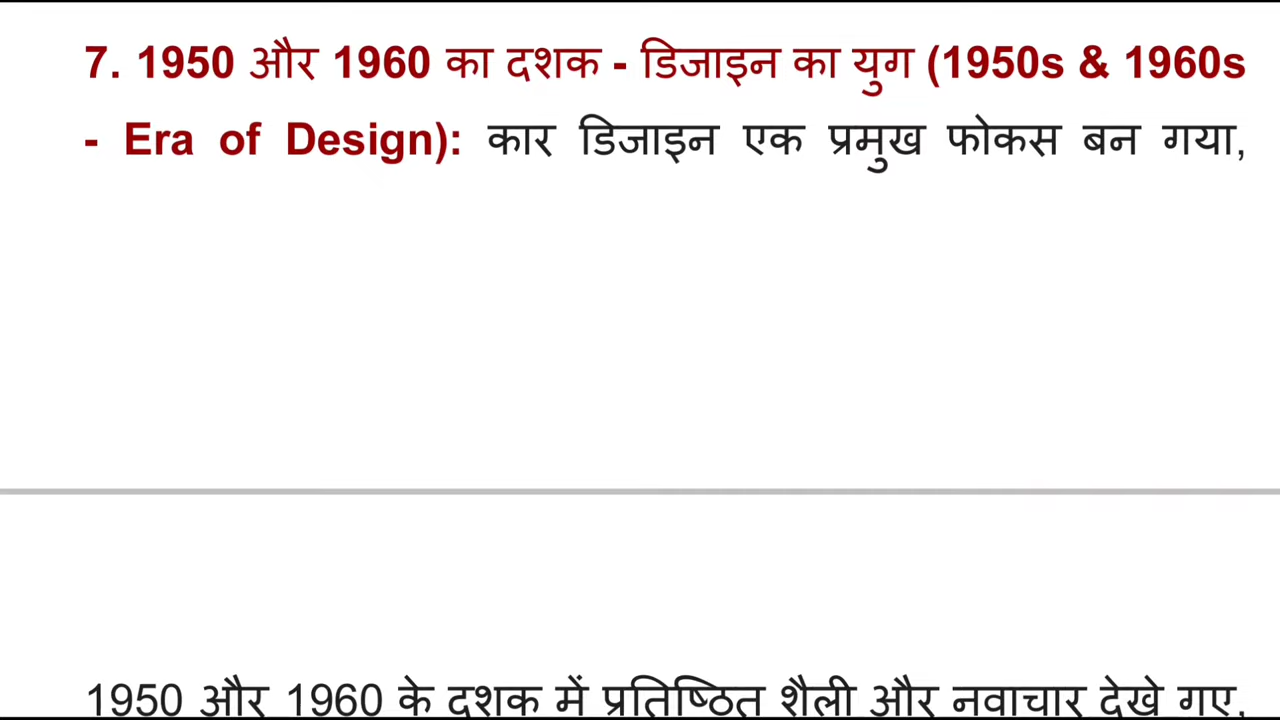 7. 1950 और 1960 का दशक - डिजाइन का युग (1950s & 1960s
- Era of Design): कार डिजाइन एक प्रमुख फोकस बन गया,
1950 और 1960 के दशक में प्रतिष्ठित शैली और नवाचार देखे गए,